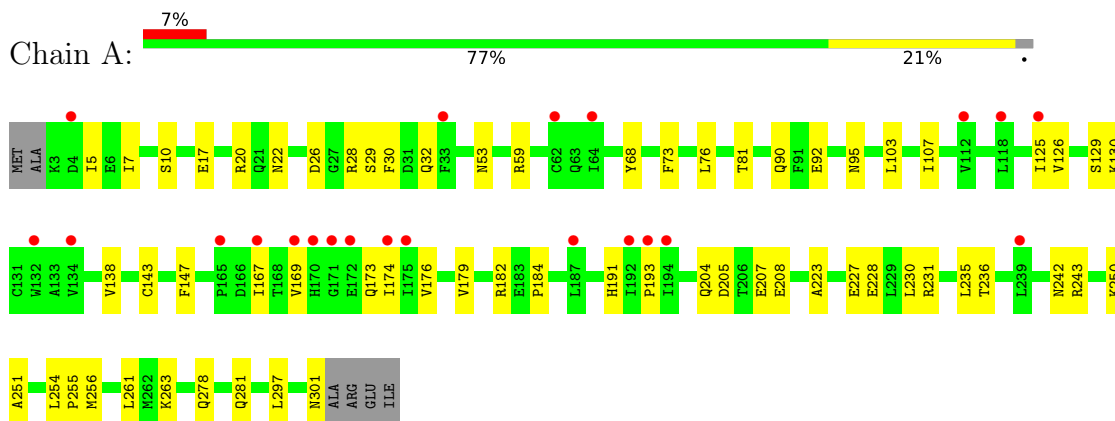 7%
Chain A:
77% 21% •
MET ALA K3 D4 I5 E6 I7 S10 E17 R20 Q21 N22 D26 G27 R28 S29 F30 D31 Q32 F33 N53 R59 C62 Q63 I64 Y68 F73 L76 T81 Q90 F91 E92 N95 L103 I107 V112 L118 I125 V126 S129 K130
C131 W132 A133 V134 V138 C143 F147 P165 D166 I167 T168 V169 H170 G171 E172 Q173 I174 I175 V176 V179 R182 E183 P184 L187 H191 I192 P193 I194 Q204 D205 T206 E207 E208 A223 E227 E228 L229 L230 R231 L235 T236 L239 N242 R243 K250
A251 L254 P255 M256 L261 M262 K263 Q278 Q281 L297 N301 ALA ARG GLU ILE